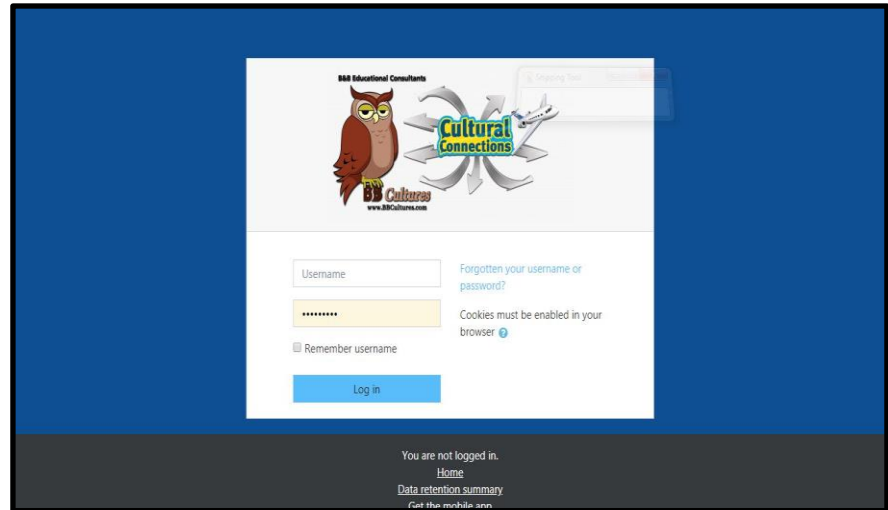 B&B Educational Consultants
Snipping Tool
Cultural
Connections
BB Cultures
www.BBCultures.com
Username
Forgotten your username or
password?
•••••••••
Cookies must be enabled in your
browser ?
Remember username
Log in
You are not logged in.
Home
Data retention summary
Get the mobile app